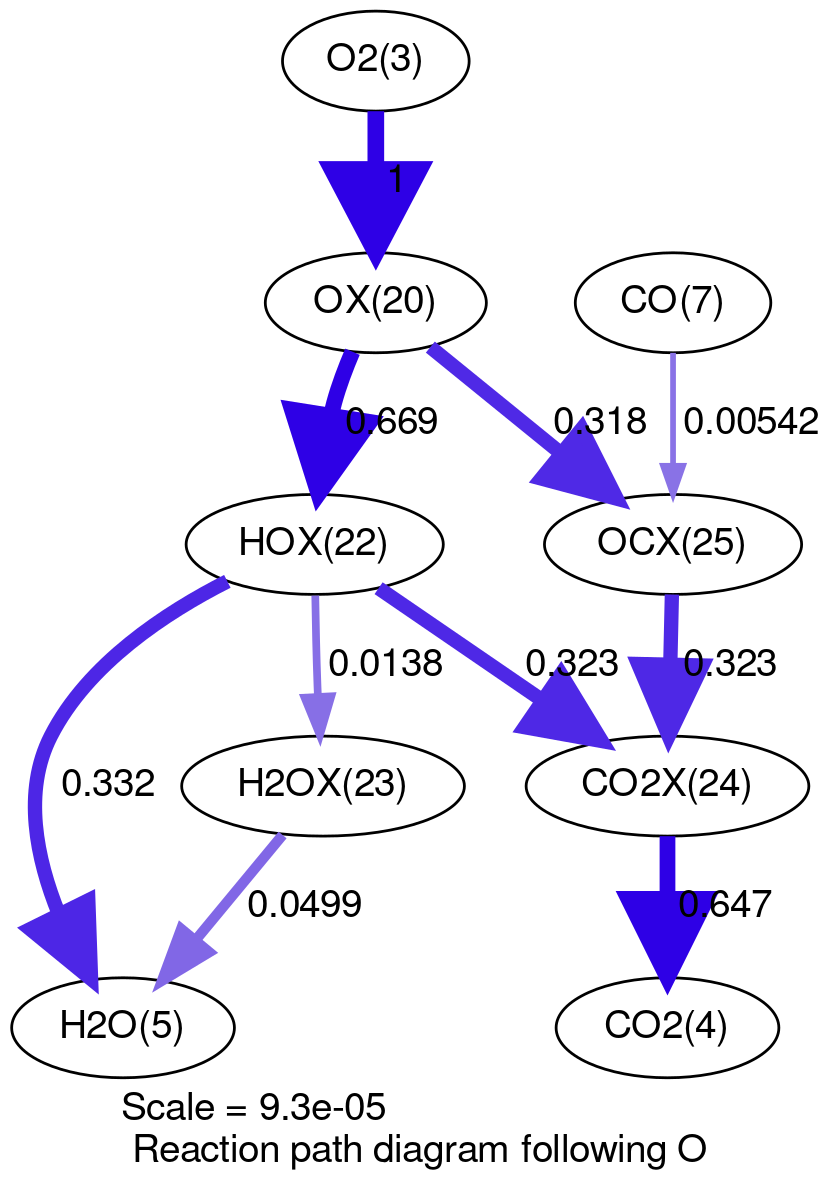 O2(3)
1
OX(20)
CO(7)
0.669
0.318
0.00542
HOX(22)
OCX(25)
0.0138
0.323
0.323
0.332
H2OX(23)
CO2X(24)
0.0499
0.647
H2O(5)
CO2(4)
Scale = 9.3e-05
Reaction path diagram following O